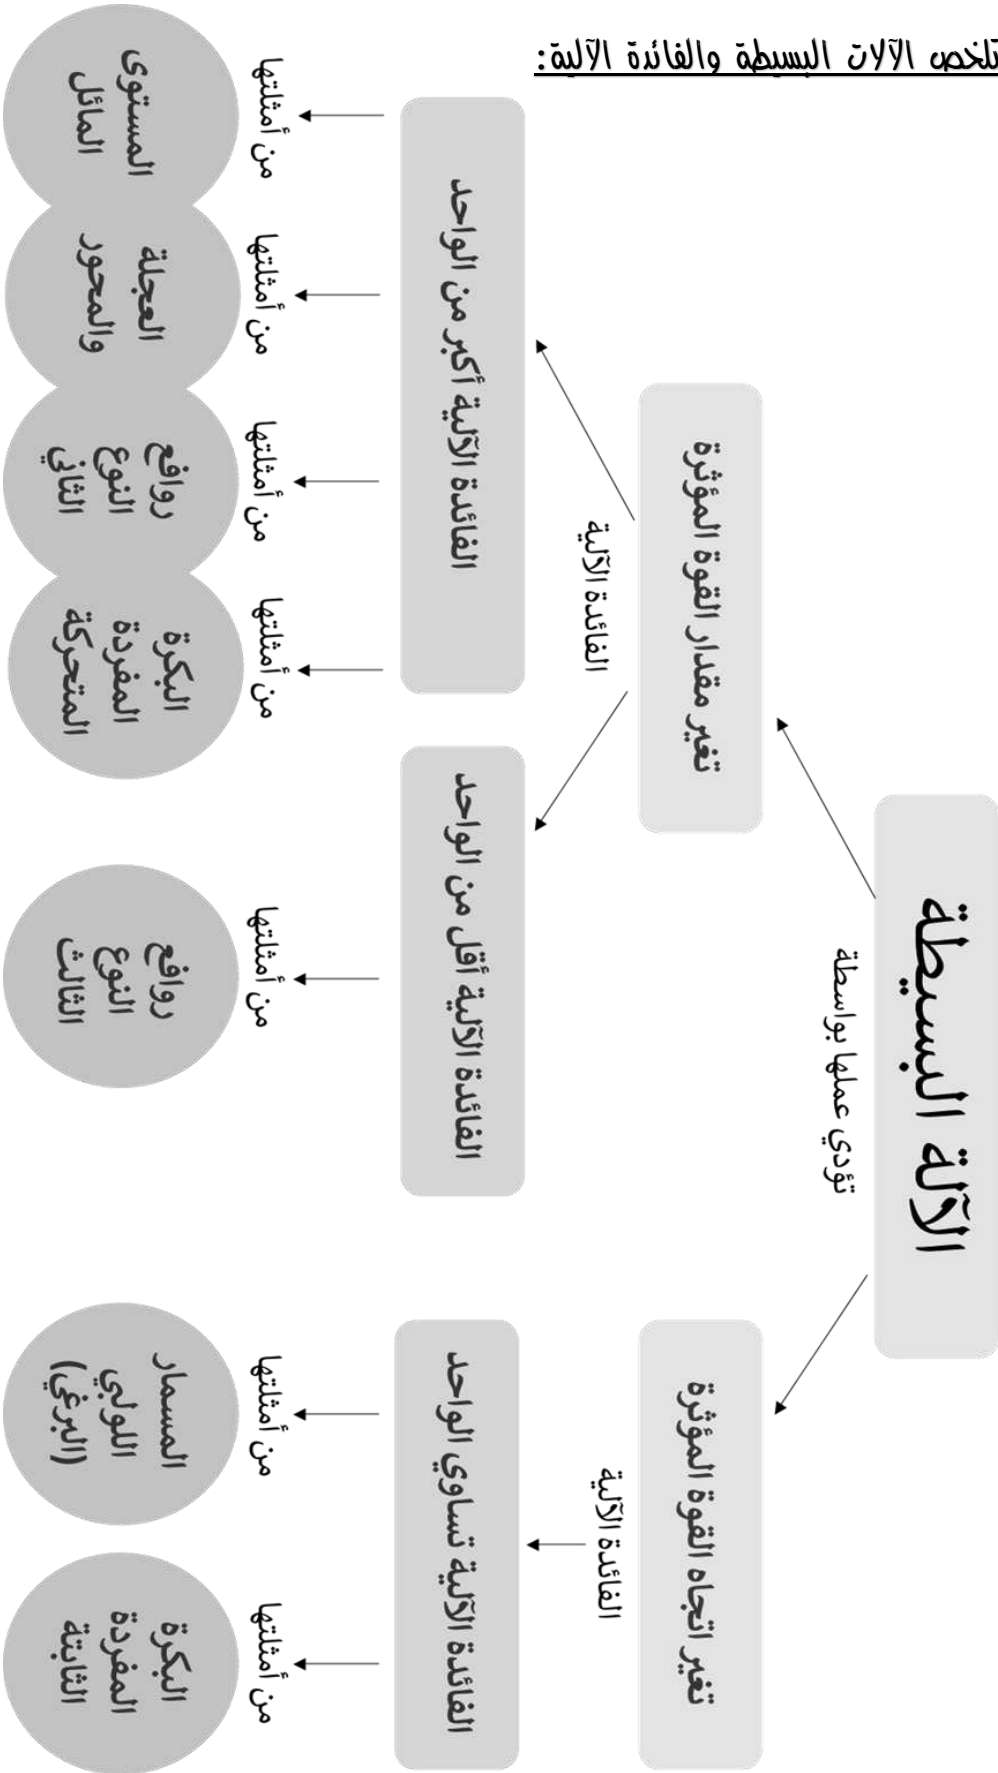 تلخص الآلات البسيطة والفائدة الآلية:
الآلة البسيطة
تؤدي عملها بواسطة
تغير اتجاه القوة المؤثرة
تغير مقدار القوة المؤثرة
الفائدة الآلية
الفائدة الآلية
الفائدة الآلية تساوي الواحد
الفائدة الآلية أقل من الواحد
الفائدة الآلية أكبر من الواحد
من أمثلتها
من أمثلتها
من أمثلتها
من أمثلتها
من أمثلتها
من أمثلتها
من أمثلتها
البكرة
المفردة
الثابتة
المسمار
اللولبي
(البرغي)
روافع
النوع
الثالث
البكرة
المفردة
المتحركة
روافع
النوع
الثاني
العجلة
والمحور
المستوى
المائل